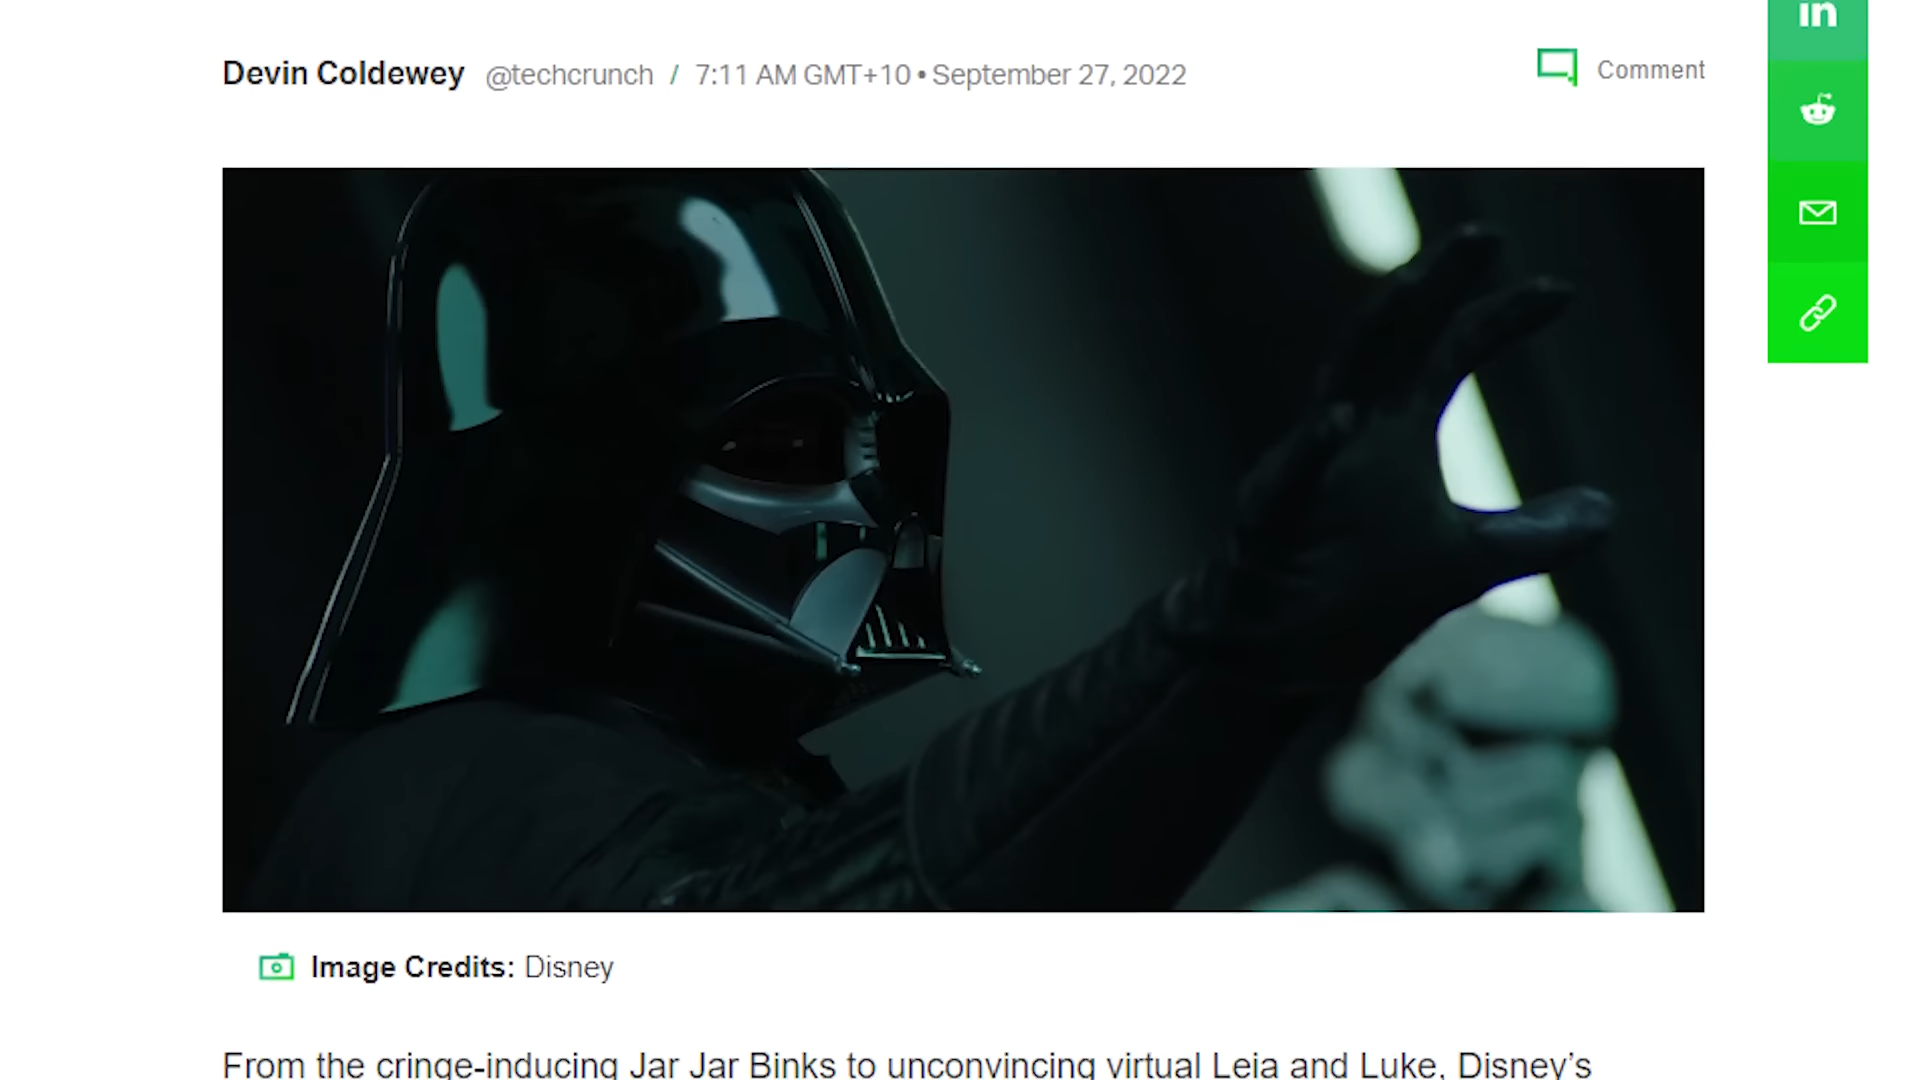 in
Devin Coldewey @techcrunch / 7:11 AM GMT+10 • September 27, 2022
Comment
Image Credits: Disney
From the cringe-inducing Jar Jar Binks to unconvincing virtual Leia and Luke, Disney’s